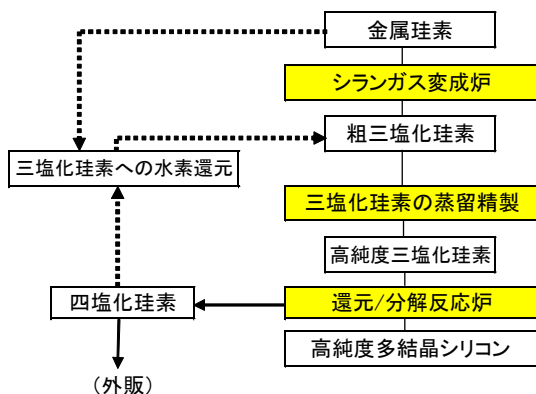 金属珪素
シランガス変成炉
粗三塩化珪素
三塩化珪素への水素還元
三塩化珪素の蒸留精製
高純度三塩化珪素
四塩化珪素
還元/分解反応炉
高純度多結晶シリコン
（外販）